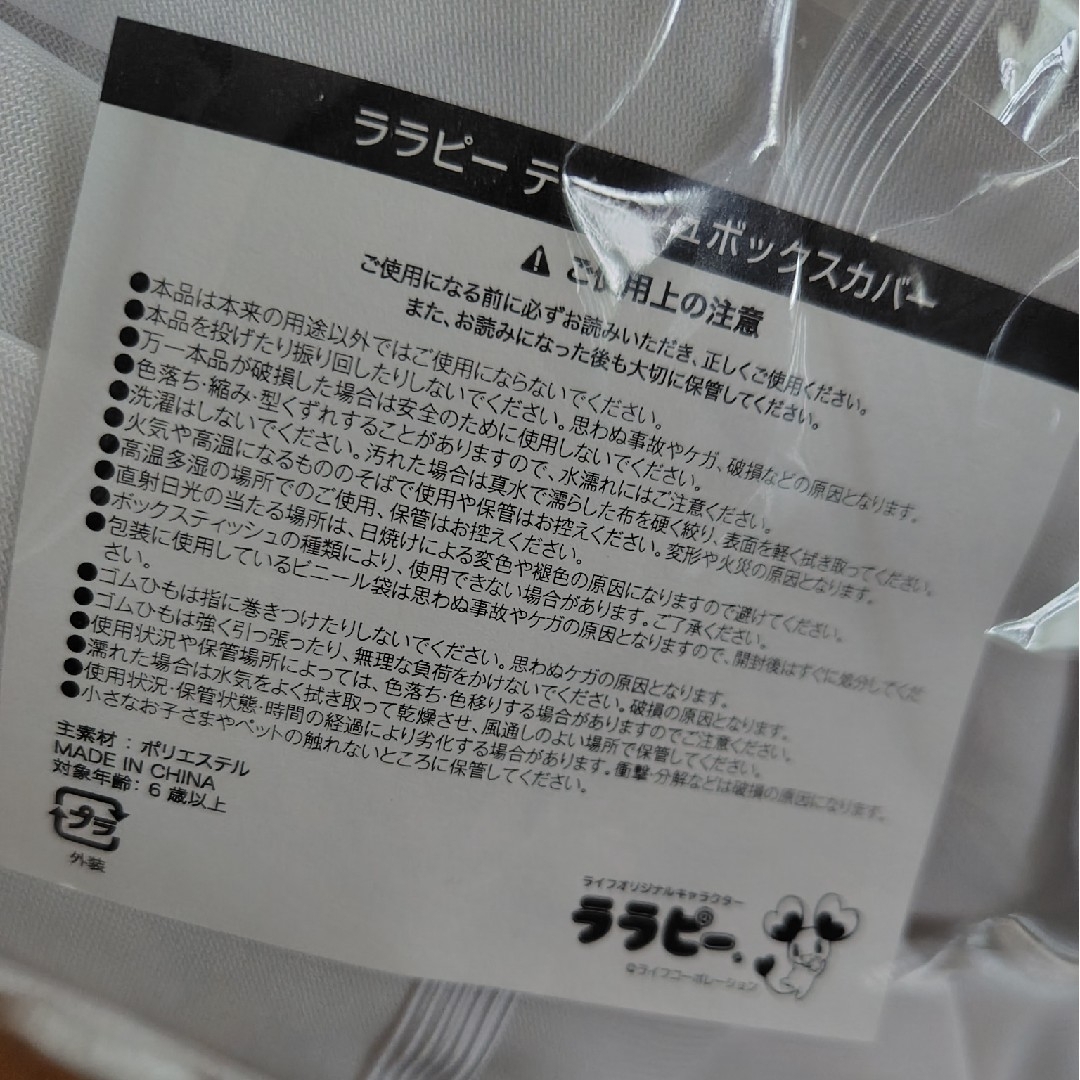 ララピー テ ュボックスカバー
⚠ ご使用上の注意
ご使用になる前に必ずお読みいただき、正しくご使用ください。
また、お読みになった後も大切に保管してください。
●本品は本来の用途以外ではご使用にならないでください。
●本品を投げたり振り回したりしないでください。思わぬ事故やケガ、破損などの原因となります。
●万一本品が破損した場合は安全のために使用しないでください。
●色落ち・縮み・型くずれすることがありますので、水濡れにはご注意ください。
●洗濯はしないでください。汚れた場合は真水で濡らした布を硬く絞り、表面を軽く拭き取ってください。
●火気や高温になるもののそばで使用や保管はお控えください。変形や火災の原因となります。
●高温多湿の場所でのご使用、保管はお控えください。
●直射日光の当たる場所は、日焼けによる変色や褪色の原因になりますので避けてください。
●ボックスティッシュの種類により、使用できない場合があります。ご了承ください。
●包装に使用しているビニール袋は思わぬ事故やケガの原因となりますので、開封後はすぐに処分してくだ
さい。
●ゴムひもは指に巻きつけたりしないでください。思わぬケガの原因となります。
●ゴムひもは強く引っ張ったり、無理な負荷をかけないでください。破損の原因となります。
●使用状況や保管場所によっては、色落ち・色移りする場合がありますのでご注意ください。
●濡れた場合は水気をよく拭き取って乾燥させ、風通しのよい場所で保管してください。
●使用状況・保管状態・時間の経過により劣化する場合があります。衝撃・分解などは破損の原因になります。
●小さなお子さまやペットの触れないところに保管してください。
主素材：ポリエステル
MADE IN CHINA
対象年齢：6 歳以上
プラ
外装
ライフオリジナルキャラクター
ララピー®
©ライフコーポレーション